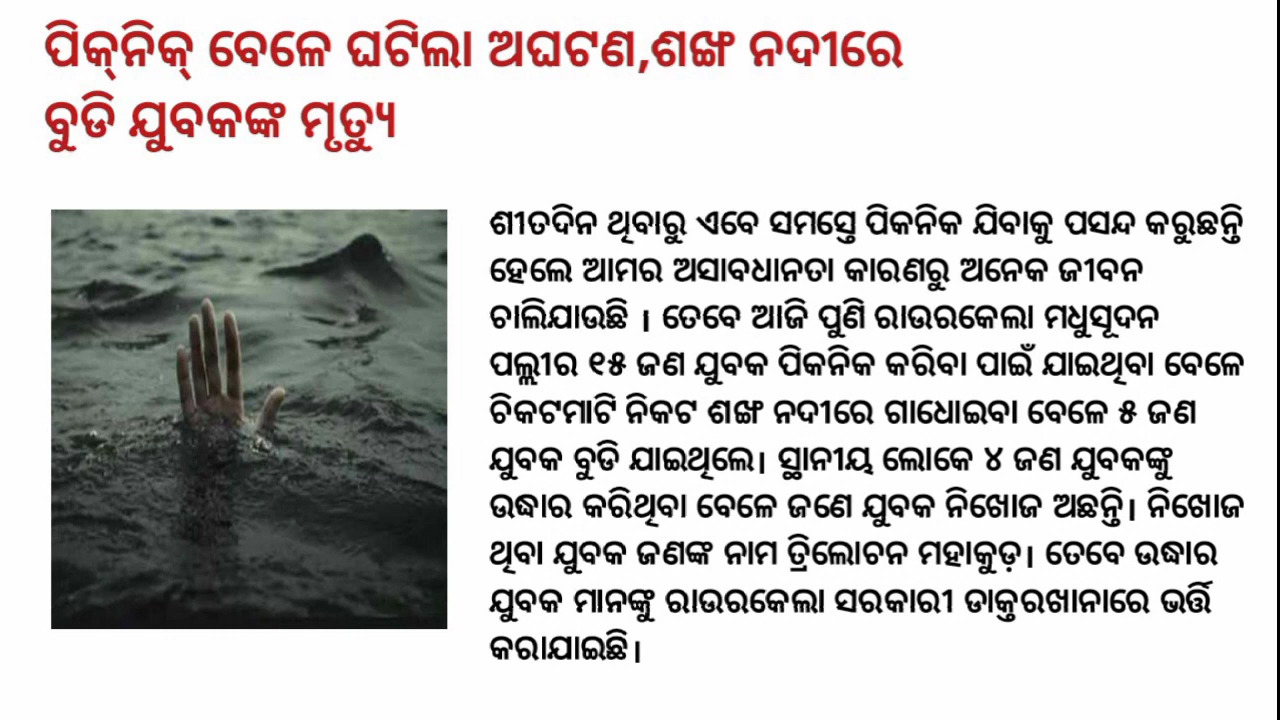 ପିକ୍‌ନିକ୍ ବେଳେ ଘଟିଲା ଅଘଟଣ,ଶଙ୍ଖ ନଦୀରେ
ବୁଡି ଯୁବକଙ୍କ ମୃତ୍ୟୁ
ଶୀତଦିନ ଥିବାରୁ ଏବେ ସମସ୍ତେ ପିକନିକ ଯିବାକୁ ପସନ୍ଦ କରୁଛନ୍ତି
ହେଲେ ଆମର ଅସାବଧାନତା କାରଣରୁ ଅନେକ ଜୀବନ
ଚାଲିଯାଉଛି । ତେବେ ଆଜି ପୁଣି ରାଉରକେଲା ମଧୁସୂଦନ
ପଲ୍ଲୀର ୧୫ ଜଣ ଯୁବକ ପିକନିକ କରିବା ପାଇଁ ଯାଇଥିବା ବେଳେ
ଚିକଟମାଟି ନିକଟ ଶଙ୍ଖ ନଦୀରେ ଗାଧୋଇବା ବେଳେ ୫ ଜଣ
ଯୁବକ ବୁଡି ଯାଇଥିଲେ। ସ୍ଥାନୀୟ ଲୋକେ ୪ ଜଣ ଯୁବକଙ୍କୁ
ଉଦ୍ଧାର କରିଥିବା ବେଳେ ଜଣେ ଯୁବକ ନିଖୋଜ ଅଛନ୍ତି। ନିଖୋଜ
ଥିବା ଯୁବକ ଜଣଙ୍କ ନାମ ତ୍ରିଲୋଚନ ମହାକୁଡ଼। ତେବେ ଉଦ୍ଧାର
ଯୁବକ ମାନଙ୍କୁ ରାଉରକେଲା ସରକାରୀ ଡାକ୍ତରଖାନାରେ ଭର୍ତ୍ତି
କରାଯାଇଛି।